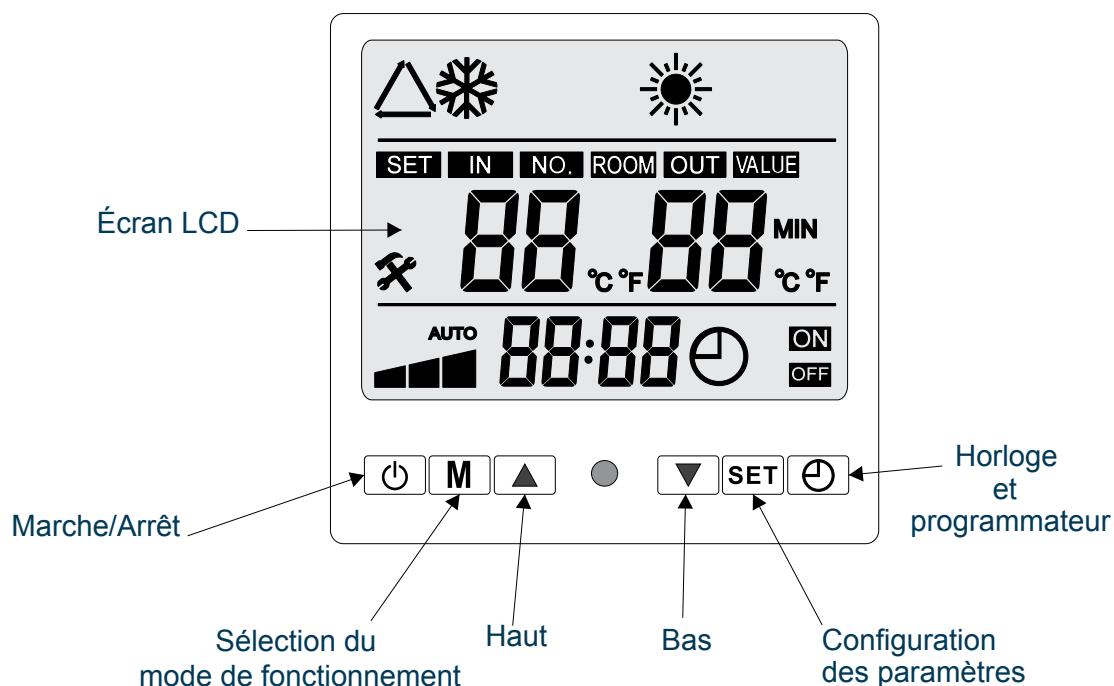 SET IN NO. ROOM OUT VALUE
Écran LCD
88 °C °F 88 MIN °C °F
AUTO 88:88 ON
OFF
M SET
Horloge
et
programmateur
Marche/Arrêt
Sélection du
mode de fonctionnement
Haut
Bas
Configuration
des paramètres